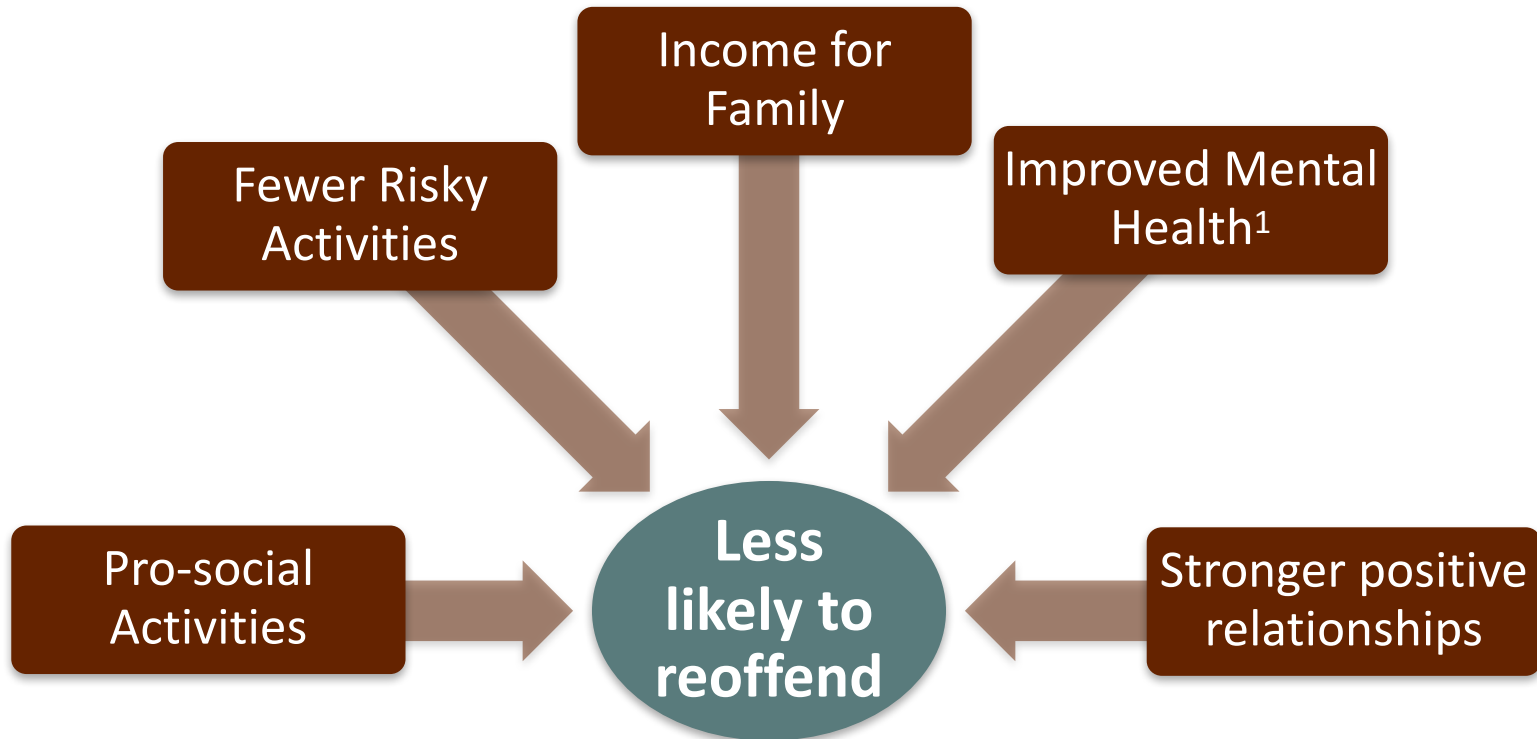 Income for
Family
Fewer Risky
Activities
Improved Mental
Health¹
Pro-social
Activities
Less
likely to
reoffend
Stronger positive
relationships